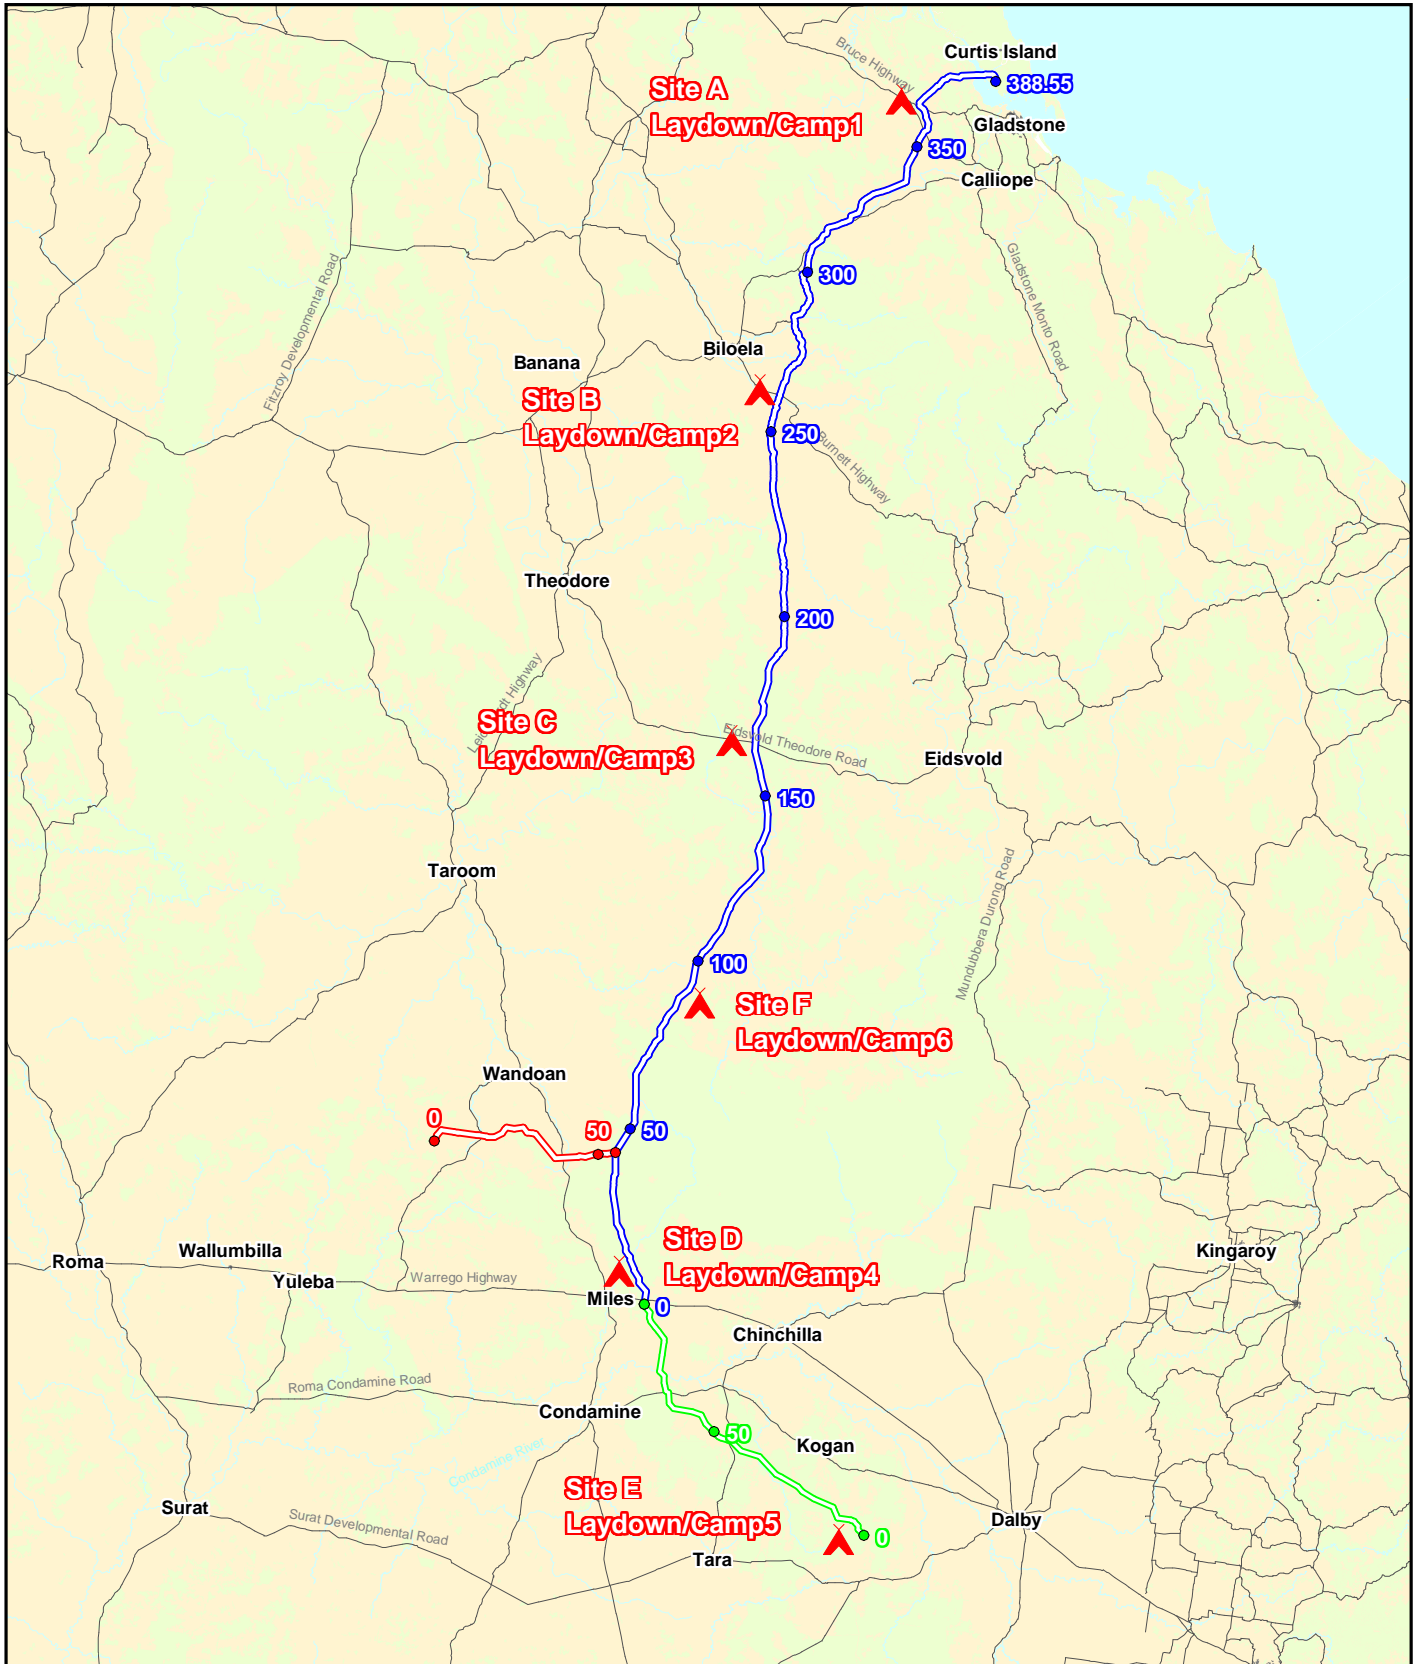 Curtis Island
Bruce Highway
388.55
Site A
Laydown/Camp1
Gladstone
350
Calliope
Gladstone Monto Road
300
Fitzroy Developmental Road
Biloela
Banana
Site B
Laydown/Camp2
250
Burnett Highway
Theodore
200
Leichhardt Highway
Site C
Laydown/Camp3
Eidsvold Theodore Road
Eidsvold
150
Taroom
Mundubbera Durong Road
100
Site F
Laydown/Camp6
Wandoan
0
50
50
Site D
Laydown/Camp4
Kingaroy
Wallumbilla
Roma
Yuleba
Warrego Highway
Miles
0
Chinchilla
Roma Condamine Road
Condamine
50
Kogan
Condamine River
Site E
Laydown/Camp5
Surat
Surat Developmental Road
Dalby
0
Tara